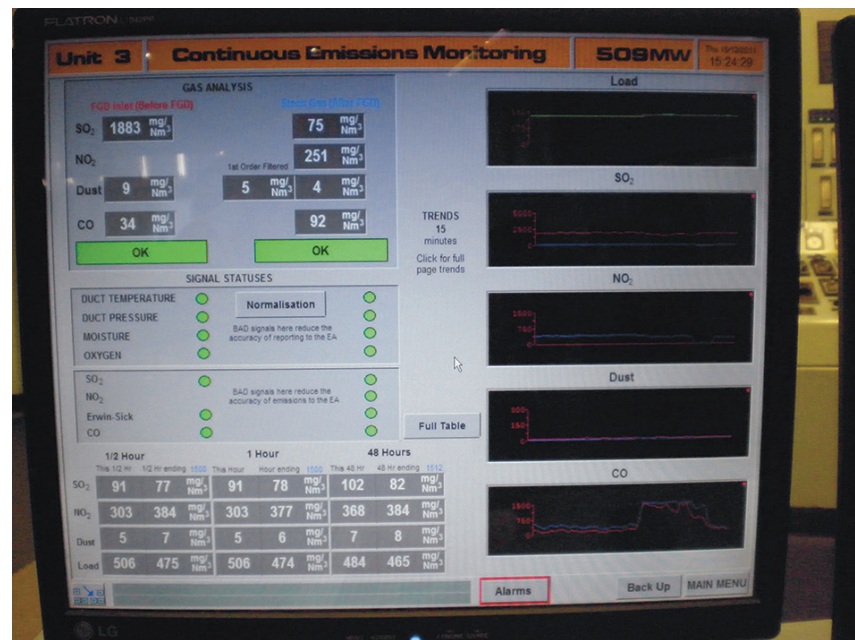 FLATRON
Unit 3
Continuous Emissions Monitoring
509MW
15:24:29
GAS ANALYSIS
FGD Inlet (Before FGD)
SO2 1883 mg/Nm3 75 mg/Nm3
NO2 251 mg/Nm3
1st Order Filtered
Dust 9 mg/Nm3 5 mg/Nm3 4 mg/Nm3
CO 34 mg/Nm3 92 mg/Nm3
OK OK
SIGNAL STATUSES
DUCT TEMPERATURE
DUCT PRESSURE
MOISTURE
OXYGEN
Normalisation
BAD signals here reduce the
accuracy of reporting to the EA
SO2
NO2
Erwin-Sick
CO
BAD signals here reduce the
accuracy of emissions to the EA
TRENDS
15
minutes
Click for full
page trends
Full Table
Load
SO2
NO2
1500
750
0
Dust
CO
1500
750
0
1/2 Hour 1 Hour 48 Hours
This 1/2 Hr 1/2 Hr ending 1500 This Hour Hour ending 1500 This 48 Hr 48 Hr ending 1512
SO2 91 77 mg/Nm3 91 78 mg/Nm3 102 82 mg/Nm3
NO2 303 384 mg/Nm3 303 377 mg/Nm3 368 384 mg/Nm3
Dust 5 7 mg/Nm3 5 6 mg/Nm3 7 8 mg/Nm3
Load 506 475 mg/Nm3 506 474 mg/Nm3 484 465 mg/Nm3
Alarms
Back Up
MAIN MENU
LG